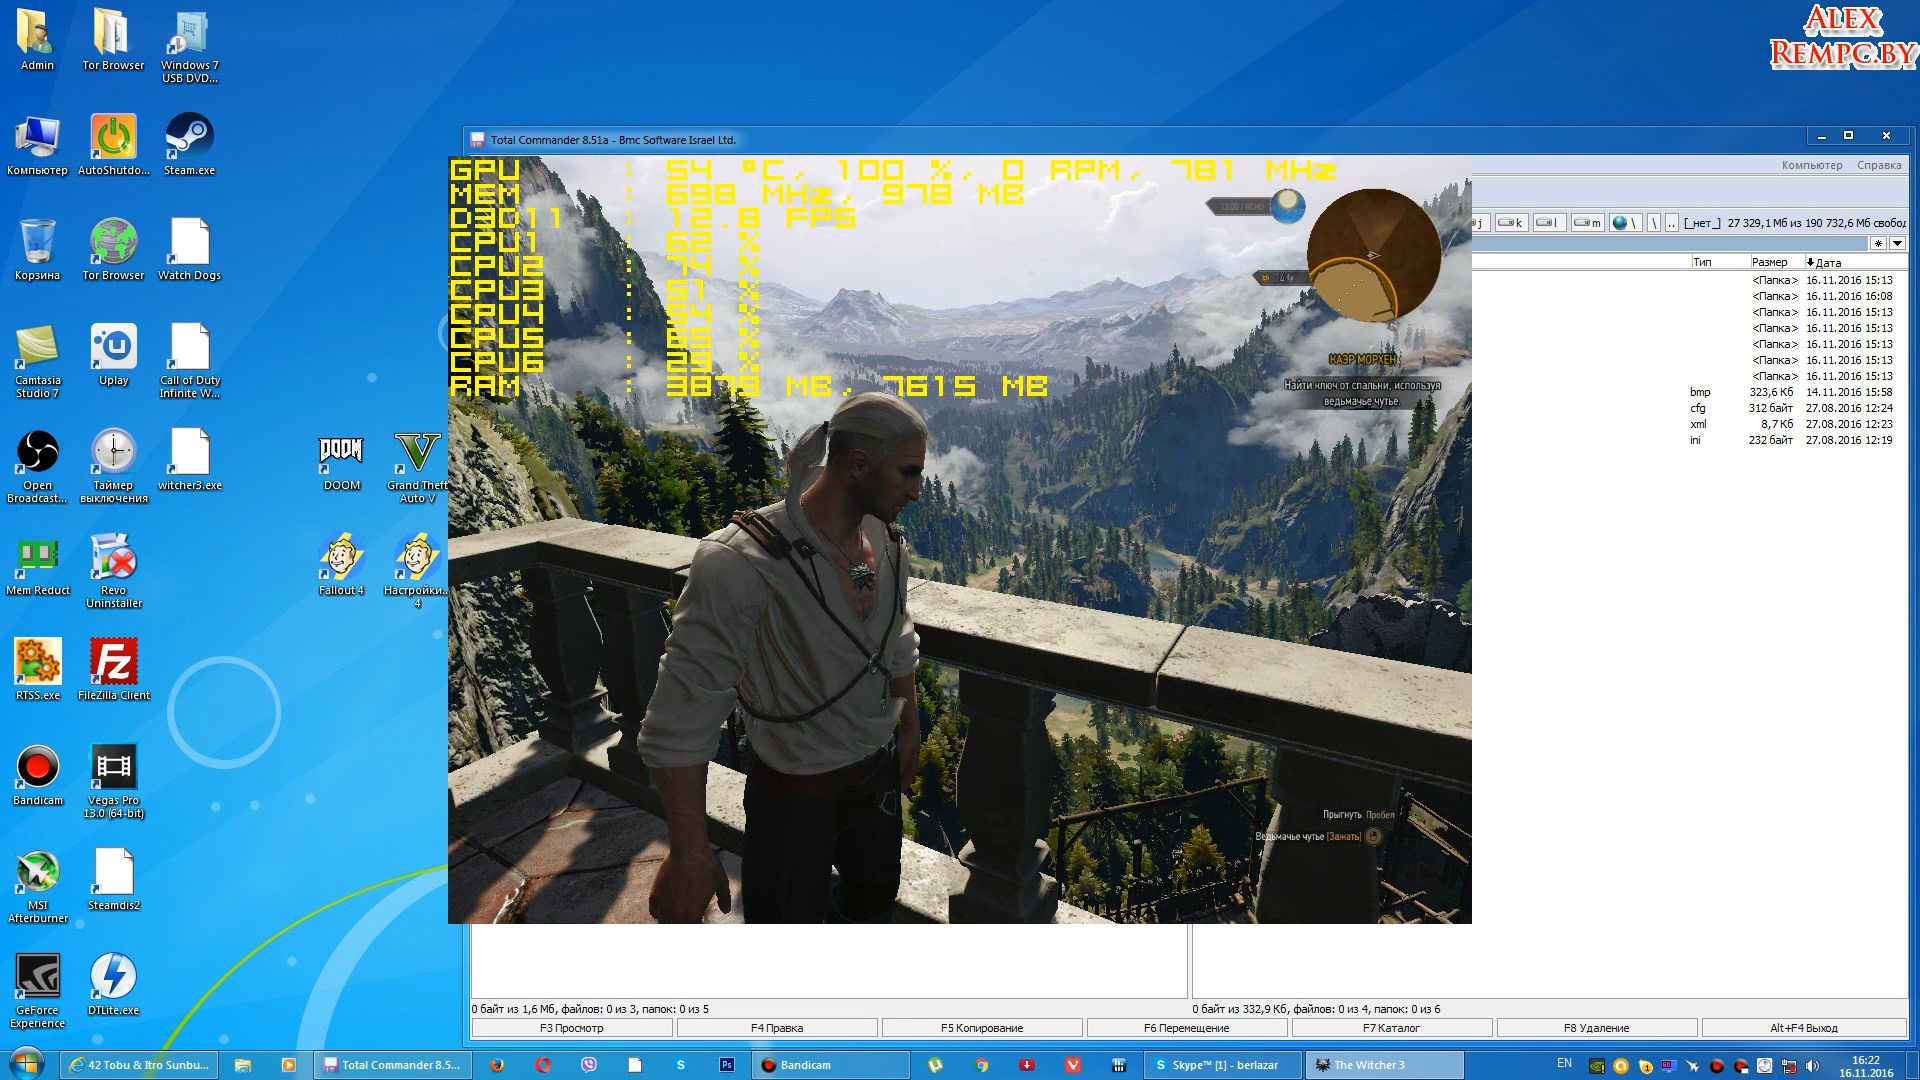 Alex
Rempc.by
Admin
Tor Browser
Windows 7
USB DVD...
Компьютер
AutoShutdo...
Steam.exe
Корзина
Tor Browser
Watch Dogs
Camtasia
Studio 7
Uplay
Call of Duty
Infinite W...
Open
Broadcast...
Таймер
выключения
witcher3.exe
DOOM
DOOM
Grand Theft
Auto V
Mem Reduct
Revo
Uninstaller
Fallout 4
Настройки...
4
RTSS.exe
FileZilla Client
Bandicam
Vegas Pro
13.0 (64-bit)
MSI
Afterburner
Steamdis2
GeForce
Experience
DTLite.exe
Total Commander 8.51a - Bmc Software Israel Ltd.
Компьютер Справка
j k l m \ \ .. [_нет_] 27 329,1 Мб из 190 732,6 Мб свобод
Тип Размер Дата
<Папка> 16.11.2016 15:13
<Папка> 16.11.2016 16:08
<Папка> 16.11.2016 15:13
<Папка> 16.11.2016 15:13
<Папка> 16.11.2016 15:13
<Папка> 16.11.2016 15:13
<Папка> 16.11.2016 15:13
bmp 323,6 Кб 14.11.2016 15:58
cfg 312 байт 27.08.2016 12:24
xml 8,7 Кб 27.08.2016 12:23
ini 232 байт 27.08.2016 12:19
GPU : 54 °C, 100 %, 0 RPM, 781 MHz
MEM : 698 MHz, 978 MB
D3D11 : 12.8 FPS
CPU1 : 62 %
CPU2 : 74 %
CPU3 : 51 %
CPU4 : 54 %
CPU5 : 65 %
CPU6 : 29 %
RAM : 3879 MB, 7615 MB
КАЭР МОРХЕН
Найти ключ от спальни, используя
ведьмачье чутье.
Прыгнуть Пробел
Ведьмачье чутье [Зажать]
0 байт из 1,6 Мб, файлов: 0 из 3, папок: 0 из 5
0 байт из 332,9 Кб, файлов: 0 из 4, папок: 0 из 6
F3 Просмотр F4 Правка F5 Копирование F6 Перемещение F7 Каталог F8 Удаление Alt+F4 Выход
42 Tobu & Itro Sunbu...
Total Commander 8.5...
Bandicam
Skype™ [1] - berlazar
The Witcher 3
EN
16:22
16.11.2016